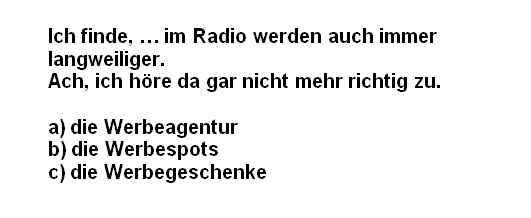 Ich finde, … im Radio werden auch immer
langweiliger.
Ach, ich höre da gar nicht mehr richtig zu.
a) die Werbeagentur
b) die Werbespots
c) die Werbegeschenke